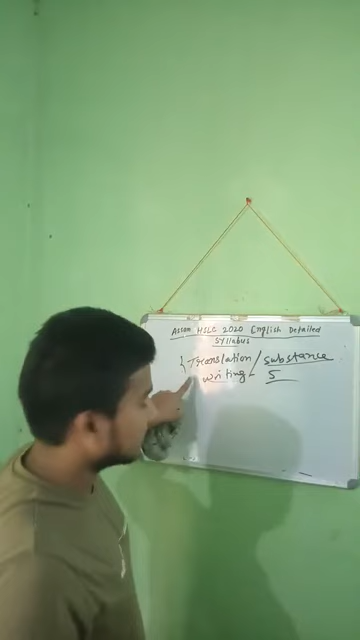 Assam HSLC 2020 English Detailed
Syllabus
{ Translation / Substance
writing - 5